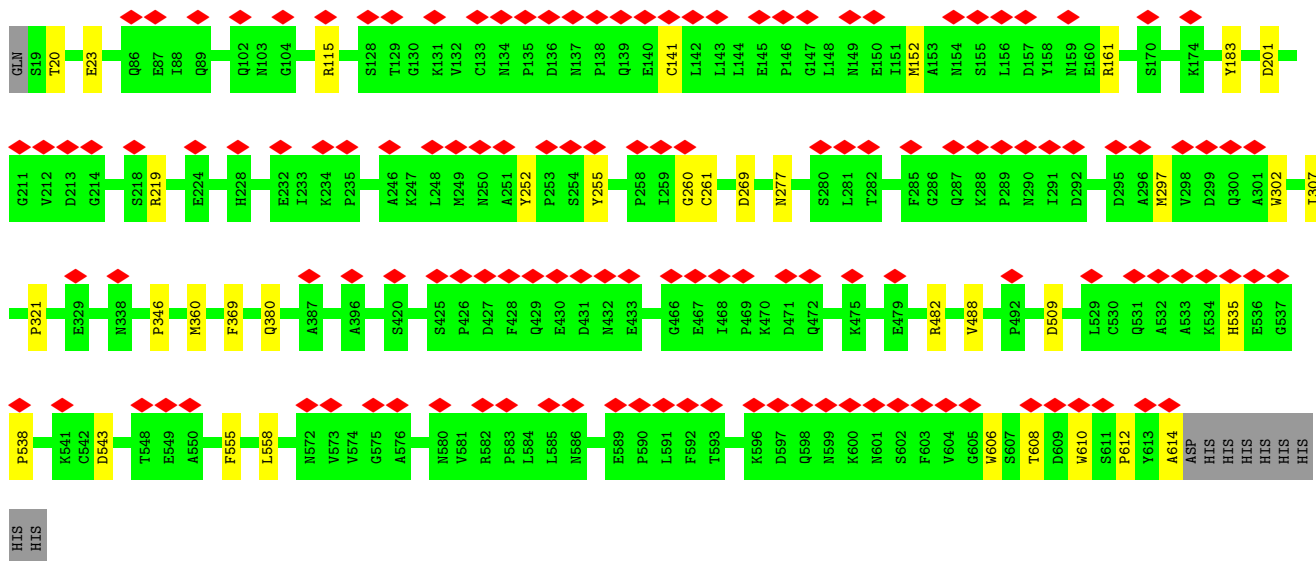 GLN S19 T20 E23 Q86 E87 I88 Q89 Q102 N103 G104 R115 S128 T129 G130 K131 V132 C133 N134 P135 D136 N137 P138 Q139 E140 C141 L142 L143 L144 E145 P146 G147 L148 N149 E150 I151 M152 A153 N154 S155 L156 D157 Y158 N159 E160 R161 S170 K174 Y183 D201
G211 V212 D213 G214 S218 R219 E224 H228 E232 I233 K234 P235 A246 K247 L248 M249 N250 A251 Y252 P253 S254 Y255 P258 I259 G260 C261 D269 N277 S280 L281 T282 F285 G286 Q287 K288 P289 N290 I291 D292 D295 A296 M297 V298 D299 Q300 A301 W302 I307
P321 E329 N338 P346 M360 F369 Q380 A387 A396 S420 S425 P426 D427 F428 Q429 E430 D431 N432 E433 G466 E467 I468 P469 K470 D471 Q472 K475 E479 R482 V488 P492 D509 L529 C530 Q531 A532 A533 K534 H535 E536 G537
P538 K541 C542 D543 T548 E549 A550 F555 L558 N572 V573 V574 G575 A576 N580 V581 R582 P583 L584 L585 N586 E589 P590 L591 F592 T593 K596 D597 Q598 N599 K600 N601 S602 F603 V604 G605 W606 S607 T608 D609 W610 S611 P612 Y613 A614 ASP HIS HIS HIS HIS HIS HIS
HIS HIS